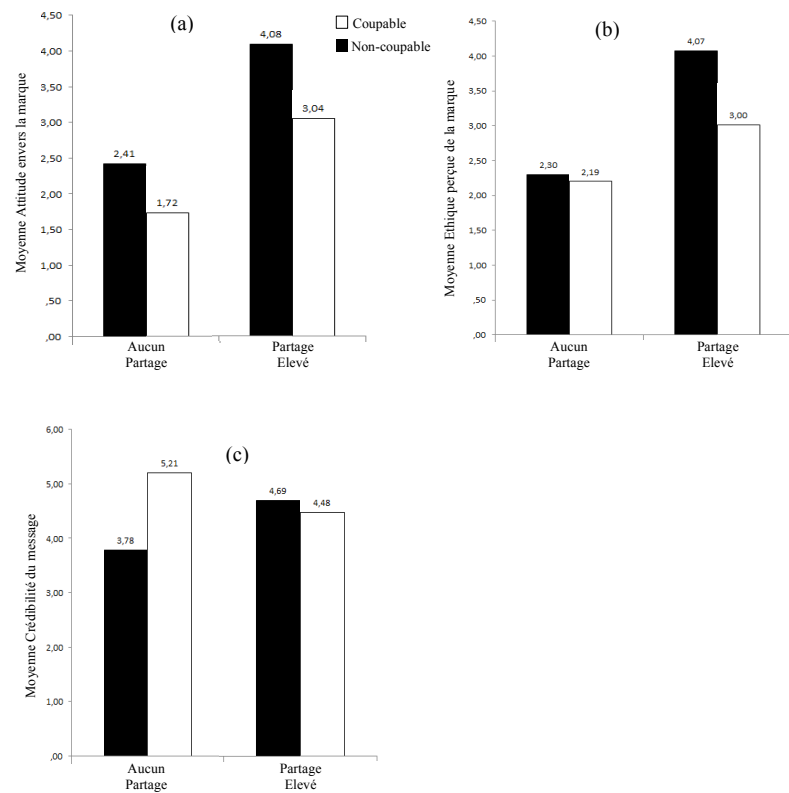 (a)
Coupable
Non-coupable
Moyenne Attitude envers la marque
4,50
4,00
3,50
3,00
2,50
2,00
1,50
1,00
,50
,00
2,41
1,72
4,08
3,04
Aucun
Partage
Partage
Elevé
(b)
Moyenne Ethique perçue de la marque
4,50
4,00
3,50
3,00
2,50
2,00
1,50
1,00
,50
,00
2,30
2,19
4,07
3,00
Aucun
Partage
Partage
Elevé
(c)
Moyenne Crédibilité du message
6,00
5,00
4,00
3,00
2,00
1,00
,00
3,78
5,21
4,69
4,48
Aucun
Partage
Partage
Elevé